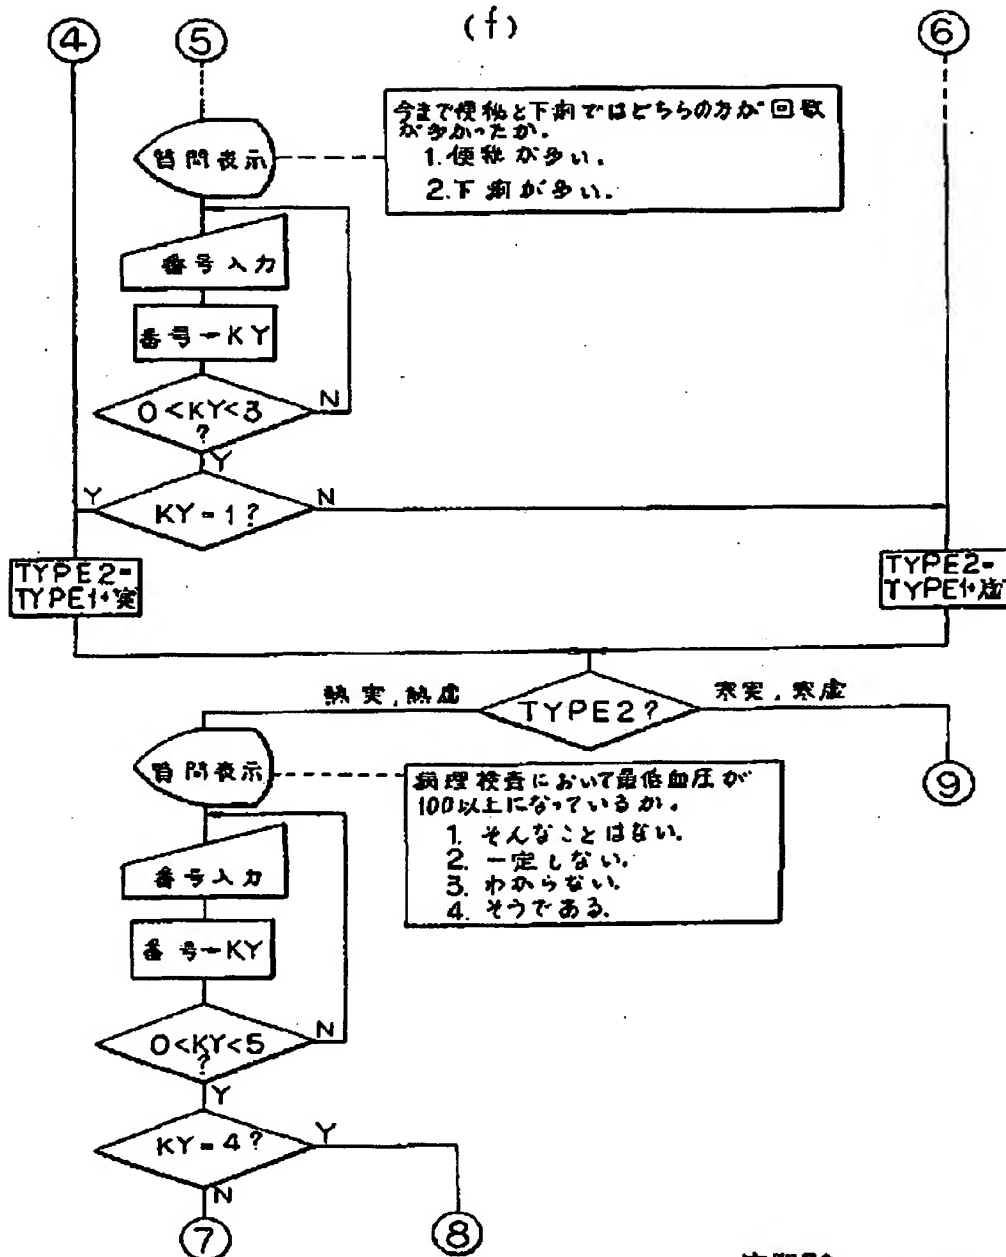 (f)
④ ⑤ ⑥
質問表示
今まで便秘と下痢ではどちらの方が回数
が多かったか。
1. 便秘が多い。
2. 下痢が多い。
番号入力
番号→KY
0<KY<3
?
N
Y
KY=1?
Y
N
TYPE2=
TYPE1+実
TYPE2=
TYPE1+虚
TYPE2?
熱実,熱虚
寒実,寒虚
⑨
質問表示
病理検査において最低血圧が
100以上になっているか。
1. そんなことはない。
2. 一定しない。
3. わからない。
4. そうである。
番号入力
番号→KY
0<KY<5
?
N
Y
KY=4?
Y
N
⑦ ⑧